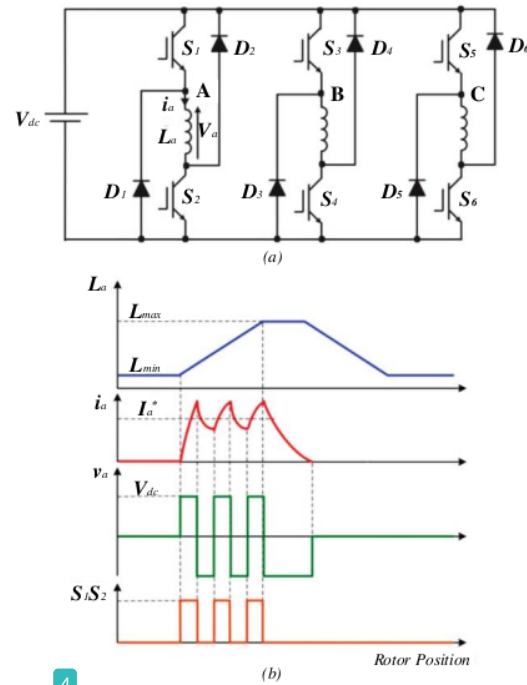 S1 D2 S3 D4 S5 D6
A B C
ia
Vdc La Va
D1 S2 D3 S4 D5 S6
(a)
La
Lmax
Lmin
ia Ia*
va
Vdc
S1S2
Rotor Position
(b)
4